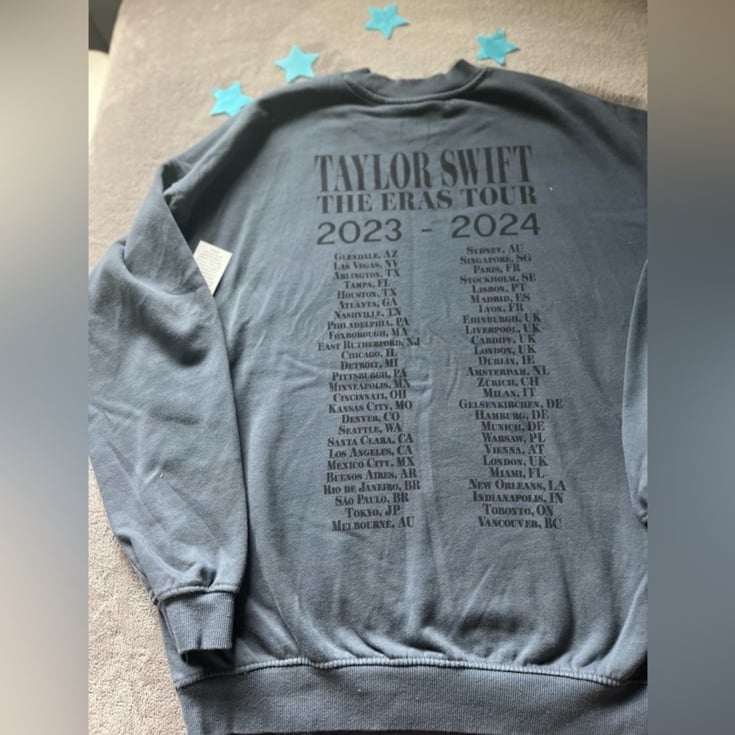 TAYLOR SWIFT
THE ERAS TOUR
2023 - 2024
GLENDALE, AZ
LAS VEGAS, NV
ARLINGTON, TX
TAMPA, FL
HOUSTON, TX
ATLANTA, GA
NASHVILLE, TN
PHILADELPHIA, PA
FOXBOROUGH, MA
EAST RUTHERFORD, NJ
CHICAGO, IL
DETROIT, MI
PITTSBURGH, PA
MINNEAPOLIS, MN
CINCINNATI, OH
KANSAS CITY, MO
DENVER, CO
SEATTLE, WA
SANTA CLARA, CA
LOS ANGELES, CA
MEXICO CITY, MX
BUENOS AIRES, AR
RIO DE JANEIRO, BR
SÃO PAULO, BR
TOKYO, JP
MELBOURNE, AU
SYDNEY, AU
SINGAPORE, SG
PARIS, FR
STOCKHOLM, SE
LISBON, PT
MADRID, ES
LYON, FR
EDINBURGH, UK
LIVERPOOL, UK
CARDIFF, UK
LONDON, UK
DUBLIN, IE
AMSTERDAM, NL
ZÜRICH, CH
MILAN, IT
GELSENKIRCHEN, DE
HAMBURG, DE
MUNICH, DE
WARSAW, PL
VIENNA, AT
LONDON, UK
MIAMI, FL
NEW ORLEANS, LA
INDIANAPOLIS, IN
TORONTO, ON
VANCOUVER, BC